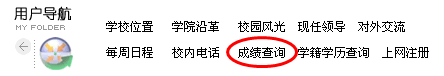 用户导航
MY FOLDER
学校位置 学院沿革 校园风光 现任领导 对外交流
每周日程 校内电话 成绩查询 学籍学历查询 上网注册